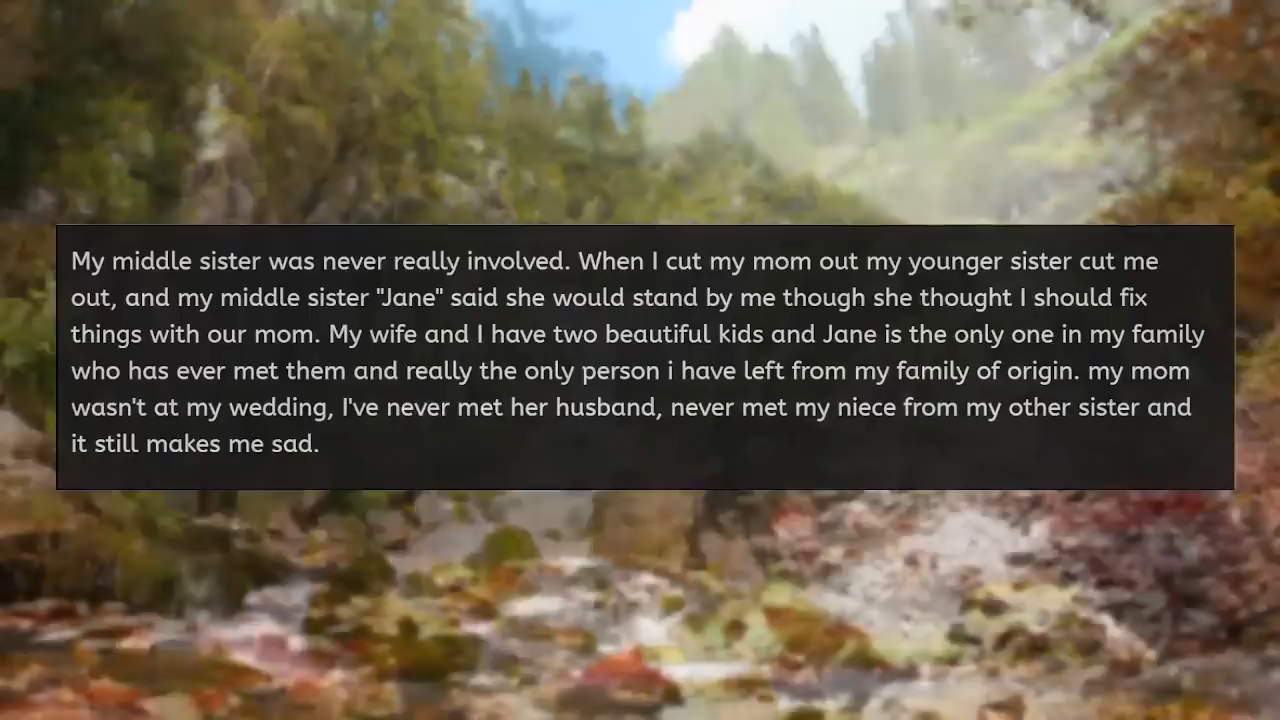 My middle sister was never really involved. When I cut my mom out my younger sister cut me
out, and my middle sister "Jane" said she would stand by me though she thought I should fix
things with our mom. My wife and I have two beautiful kids and Jane is the only one in my family
who has ever met them and really the only person i have left from my family of origin. my mom
wasn't at my wedding, I've never met her husband, never met my niece from my other sister and
it still makes me sad.